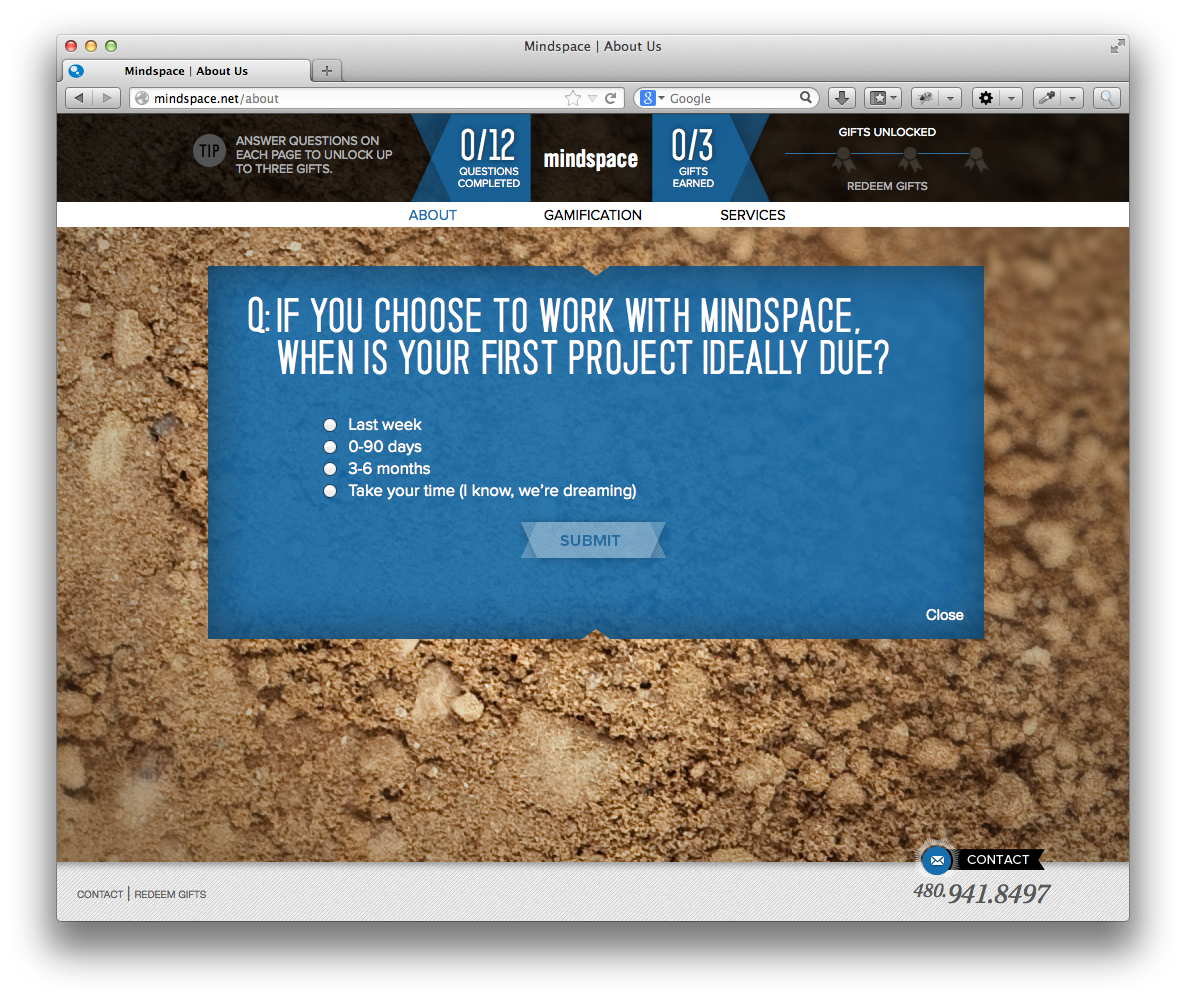 Mindspace | About Us
Mindspace | About Us
mindspace.net/about
Google
TIP
ANSWER QUESTIONS ON
EACH PAGE TO UNLOCK UP
TO THREE GIFTS.
0/12
QUESTIONS
COMPLETED
mindspace
0/3
GIFTS
EARNED
GIFTS UNLOCKED
REDEEM GIFTS
ABOUT GAMIFICATION SERVICES
Q: IF YOU CHOOSE TO WORK WITH MINDSPACE,
WHEN IS YOUR FIRST PROJECT IDEALLY DUE?
Last week
0-90 days
3-6 months
Take your time (I know, we're dreaming)
SUBMIT
Close
CONTACT
CONTACT | REDEEM GIFTS
480.941.8497